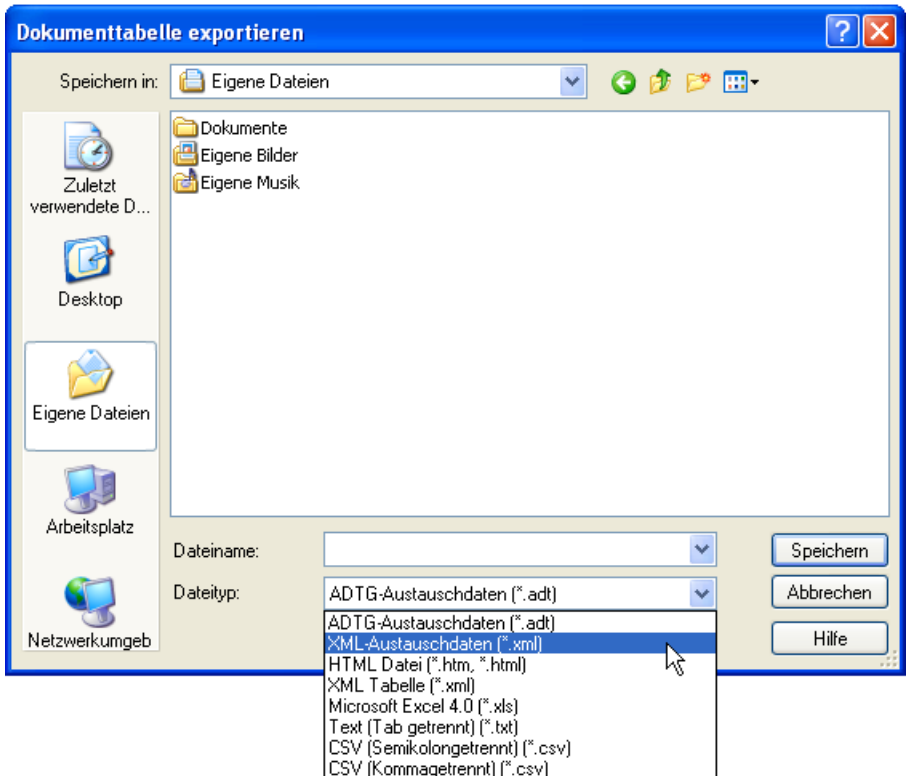 Dokumenttabelle exportieren
Speichern in: Eigene Dateien
Zuletzt
verwendete D...
Desktop
Eigene Dateien
Arbeitsplatz
Netzwerkumgeb
Dokumente
Eigene Bilder
Eigene Musik
Dateiname:
Speichern
Dateityp: ADTG-Austauschdaten (*.adt)
Abbrechen
Hilfe
ADTG-Austauschdaten (*.adt)
XML-Austauschdaten (*.xml)
HTML Datei (*.htm, *.html)
XML Tabelle (*.xml)
Microsoft Excel 4.0 (*.xls)
Text (Tab getrennt) (*.txt)
CSV (Semikolongetrennt) (*.csv)
CSV (Kommagetrennt) (*.csv)